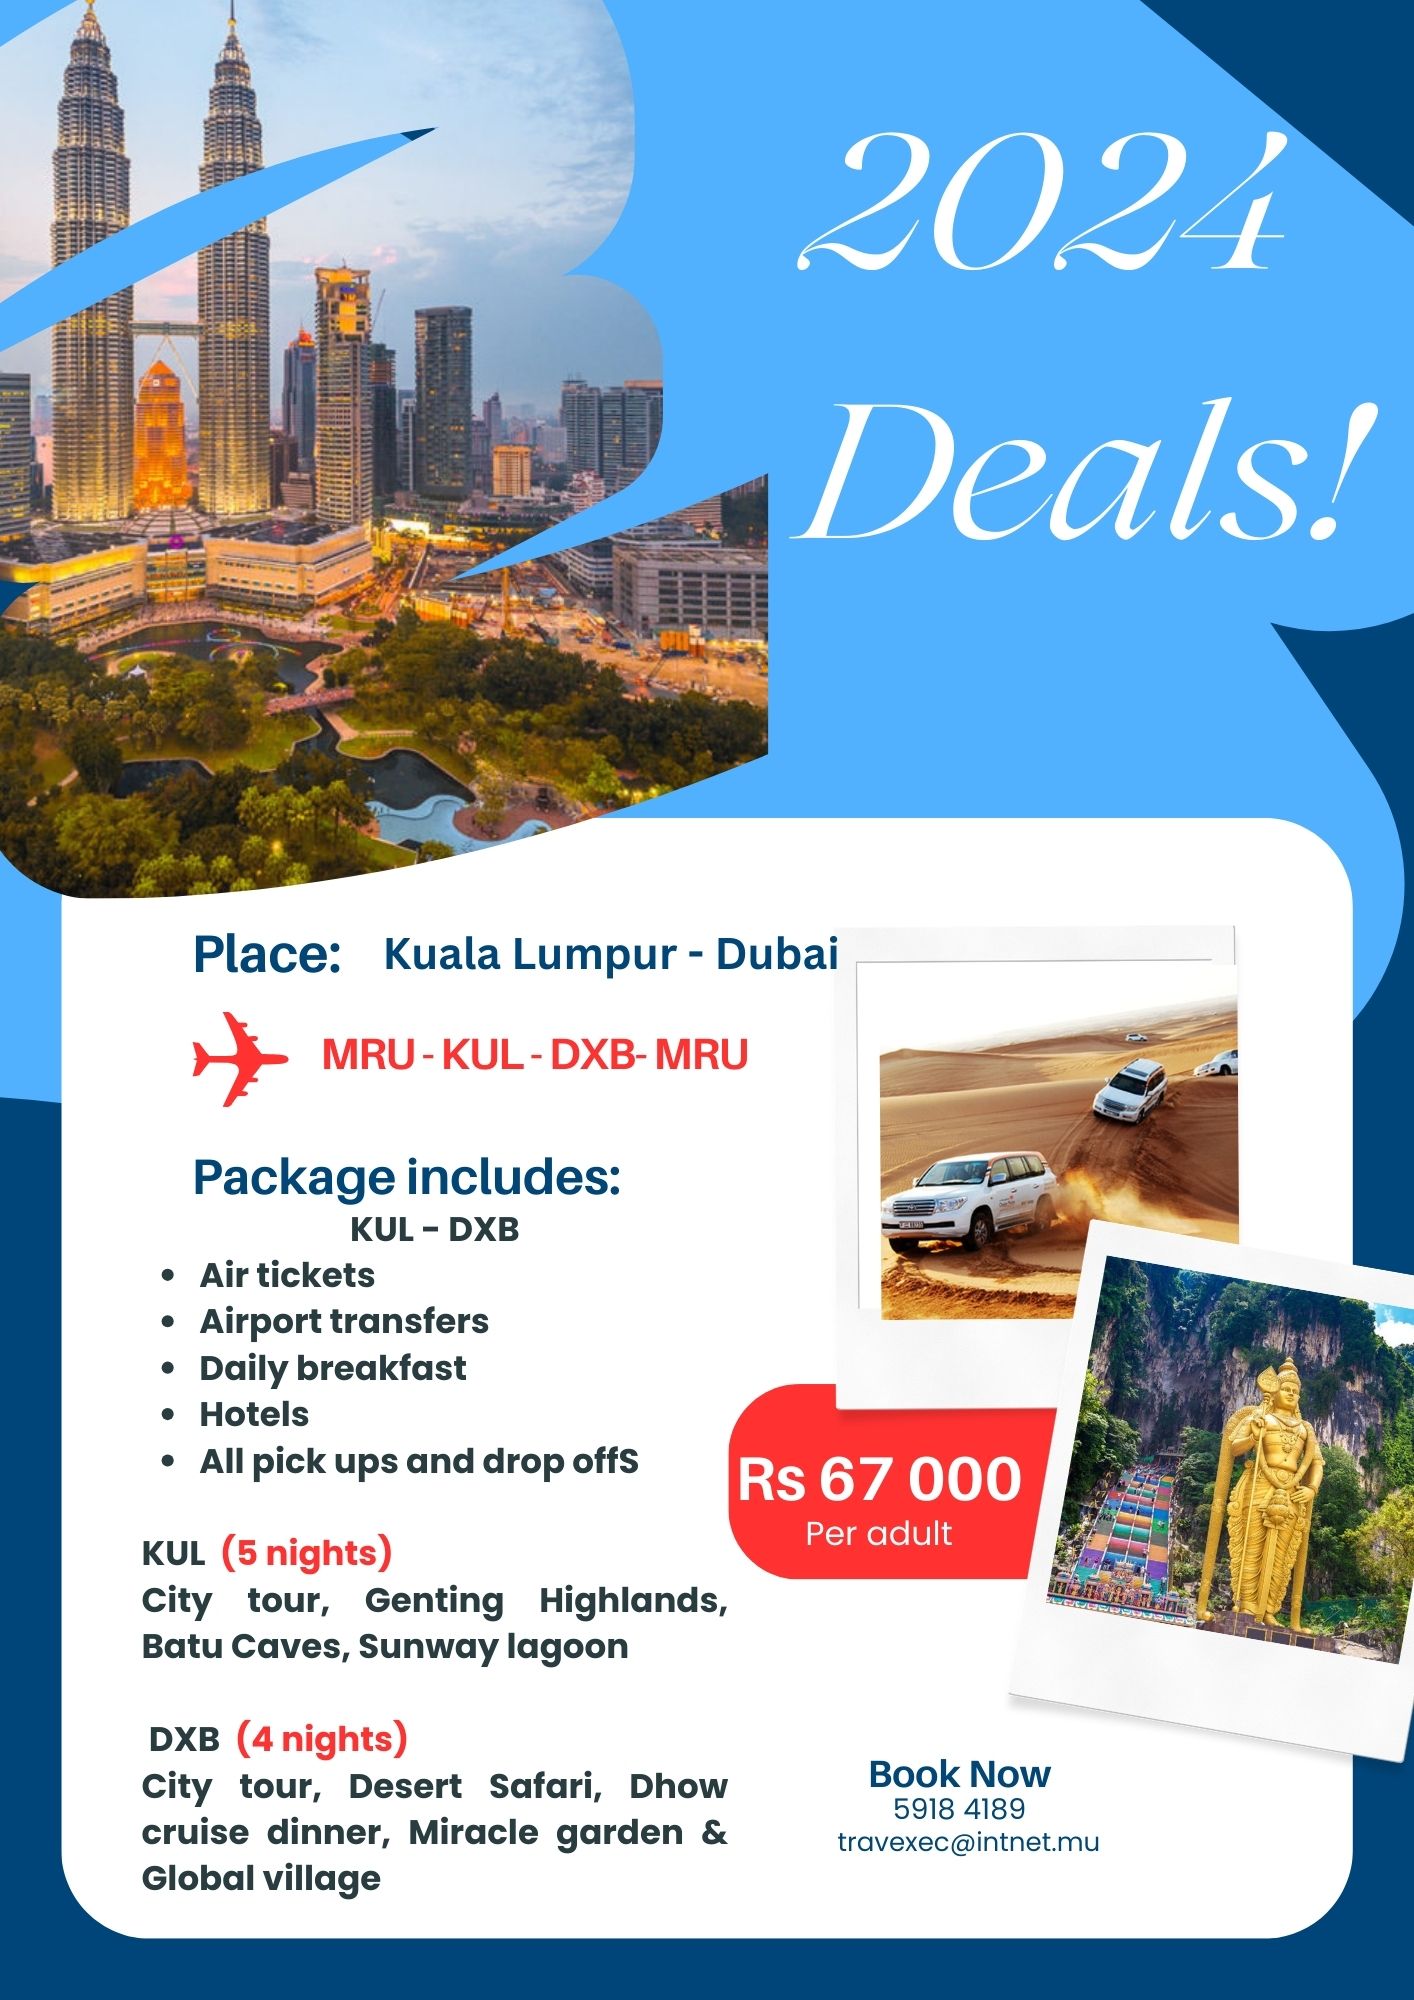 2024
Deals!
Place: Kuala Lumpur - Dubai
MRU - KUL - DXB- MRU
Package includes:
KUL – DXB
• Air tickets
• Airport transfers
• Daily breakfast
• Hotels
• All pick ups and drop offS
Rs 67 000
Per adult
KUL (5 nights)
City tour, Genting Highlands,
Batu Caves, Sunway lagoon
DXB (4 nights)
City tour, Desert Safari, Dhow
cruise dinner, Miracle garden &
Global village
Book Now
5918 4189
travexec@intnet.mu